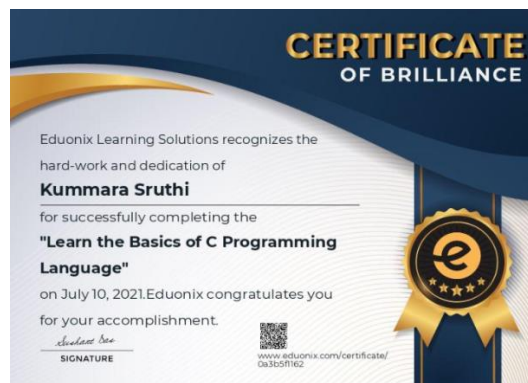 CERTIFICATE
OF BRILLIANCE
Eduonix Learning Solutions recognizes the
hard-work and dedication of
Kummara Sruthi
for successfully completing the
"Learn the Basics of C Programming
Language"
on July 10, 2021.Eduonix congratulates you
for your accomplishment.
SIGNATURE
www.eduonix.com/certificate/
0a3b5f1162